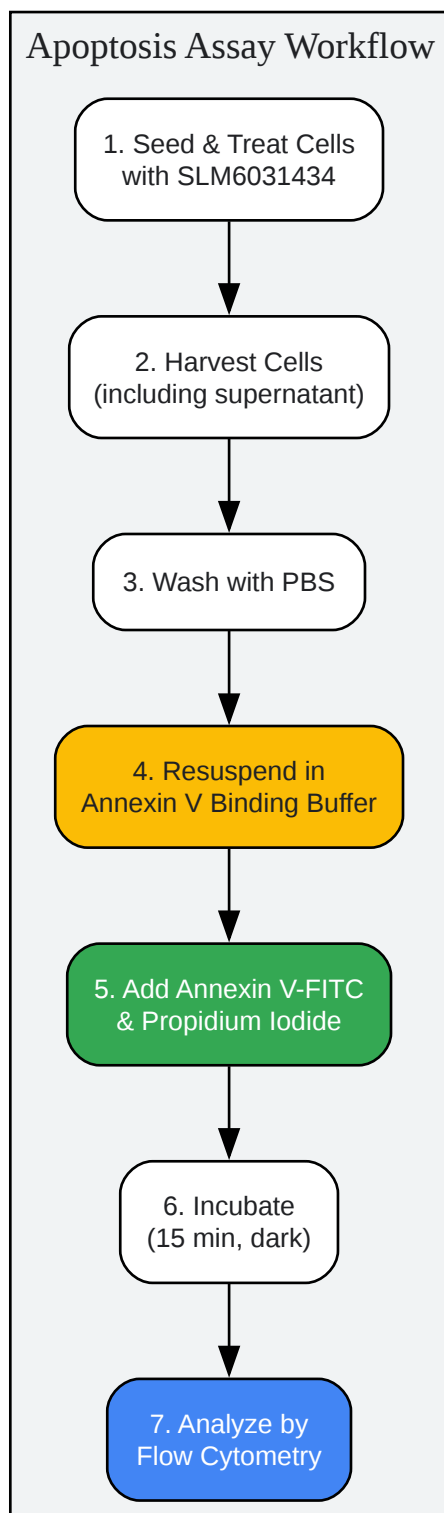 Apoptosis Assay Workflow
1. Seed & Treat Cells
with SLM6031434
2. Harvest Cells
(including supernatant)
3. Wash with PBS
4. Resuspend in
Annexin V Binding Buffer
5. Add Annexin V-FITC
& Propidium Iodide
6. Incubate
(15 min, dark)
7. Analyze by
Flow Cytometry